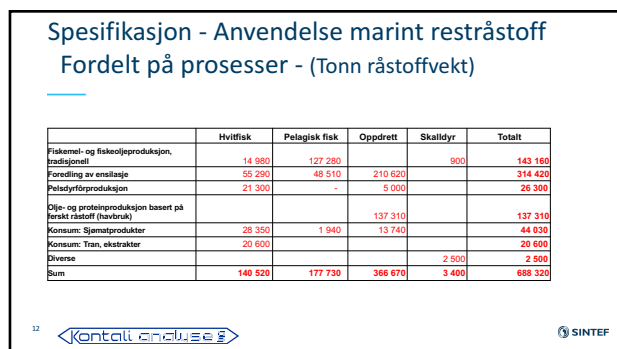 Spesifikasjon - Anvendelse marint restråstoff
Fordelt på prosesser - (Tonn råstoffvekt)
Hvitfisk Pelagisk fisk Oppdrett Skalldyr Totalt
Fiskemel- og fiskeoljeproduksjon,
tradisjonell 14 980 127 280 900 143 160
Foredling av ensilasje 55 290 48 510 210 620 314 420
Pelsdyrfôrproduksjon 21 300 - 5 000 26 300
Olje- og proteinproduksjon basert på
ferskt råstoff (havbruk) 137 310 137 310
Konsum: Sjømatprodukter 28 350 1 940 13 740 44 030
Konsum: Tran, ekstrakter 20 600 20 600
Diverse 2 500 2 500
Sum 140 520 177 730 366 670 3 400 688 320
12 Kontali analyse SINTEF